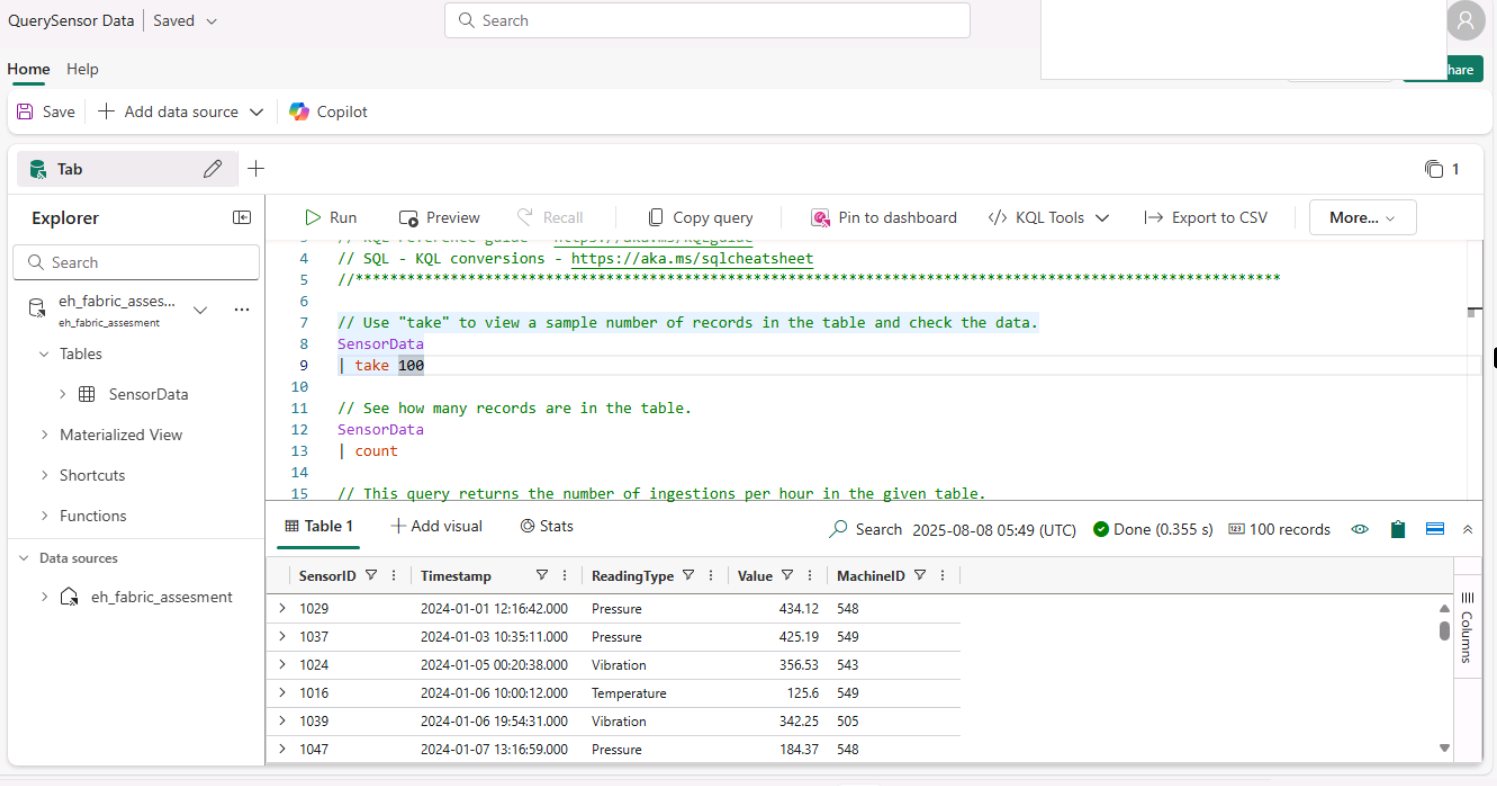 QuerySensor Data | Saved
Search
Home Help
hare
Save + Add data source Copilot
Tab
1
Explorer
Run Preview Recall Copy query Pin to dashboard KQL Tools Export to CSV More...
Search
3 // KQL reference guide - https://aka.ms/KQLguide
4 // SQL - KQL conversions - https://aka.ms/sqlcheatsheet
5
6
7 // Use "take" to view a sample number of records in the table and check the data.
8 SensorData
9 | take 100
10
11 // See how many records are in the table.
12 SensorData
13 | count
14
15 // This query returns the number of ingestions per hour in the given table.
eh_fabric_asses...
eh_fabric_assesment
Tables
SensorData
Materialized View
Shortcuts
Functions
Data sources
eh_fabric_assesment
Table 1 + Add visual Stats Search 2025-08-08 05:49 (UTC) Done (0.355 s) 100 records
SensorID Timestamp ReadingType Value MachineID
1029 2024-01-01 12:16:42.000 Pressure 434.12 548
1037 2024-01-03 10:35:11.000 Pressure 425.19 549
1024 2024-01-05 00:20:38.000 Vibration 356.53 543
1016 2024-01-06 10:00:12.000 Temperature 125.6 549
1039 2024-01-06 19:54:31.000 Vibration 342.25 505
1047 2024-01-07 13:16:59.000 Pressure 184.37 548
Columns